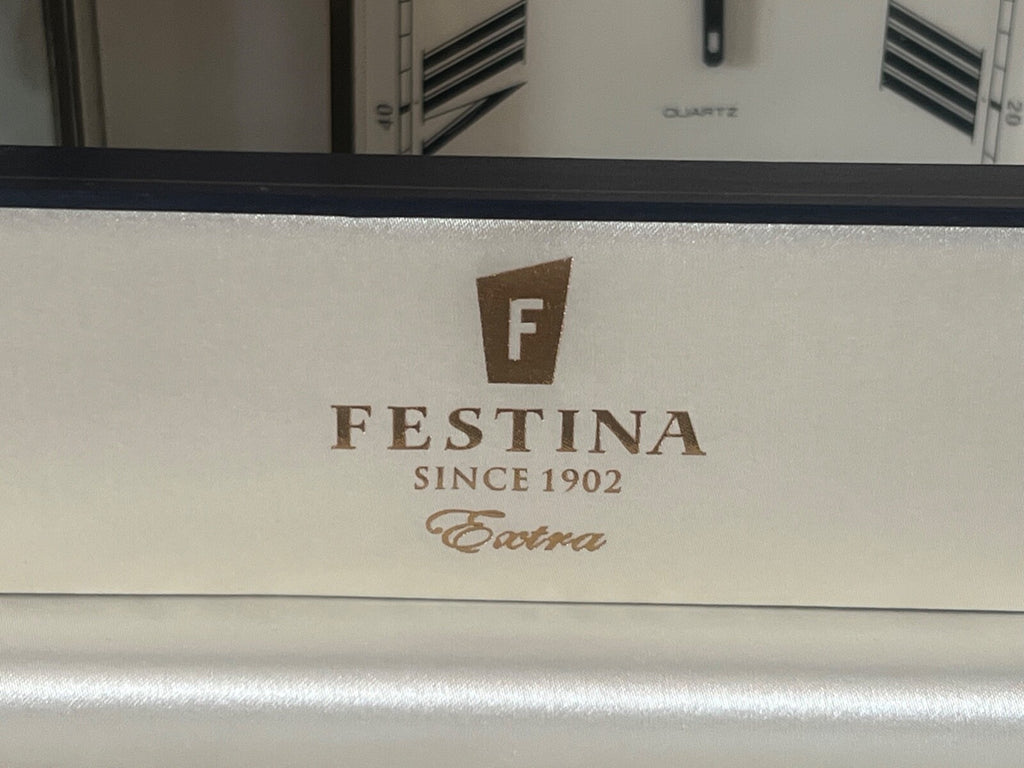 40
QUARTZ
20
F
FESTINA
SINCE 1902
Extra